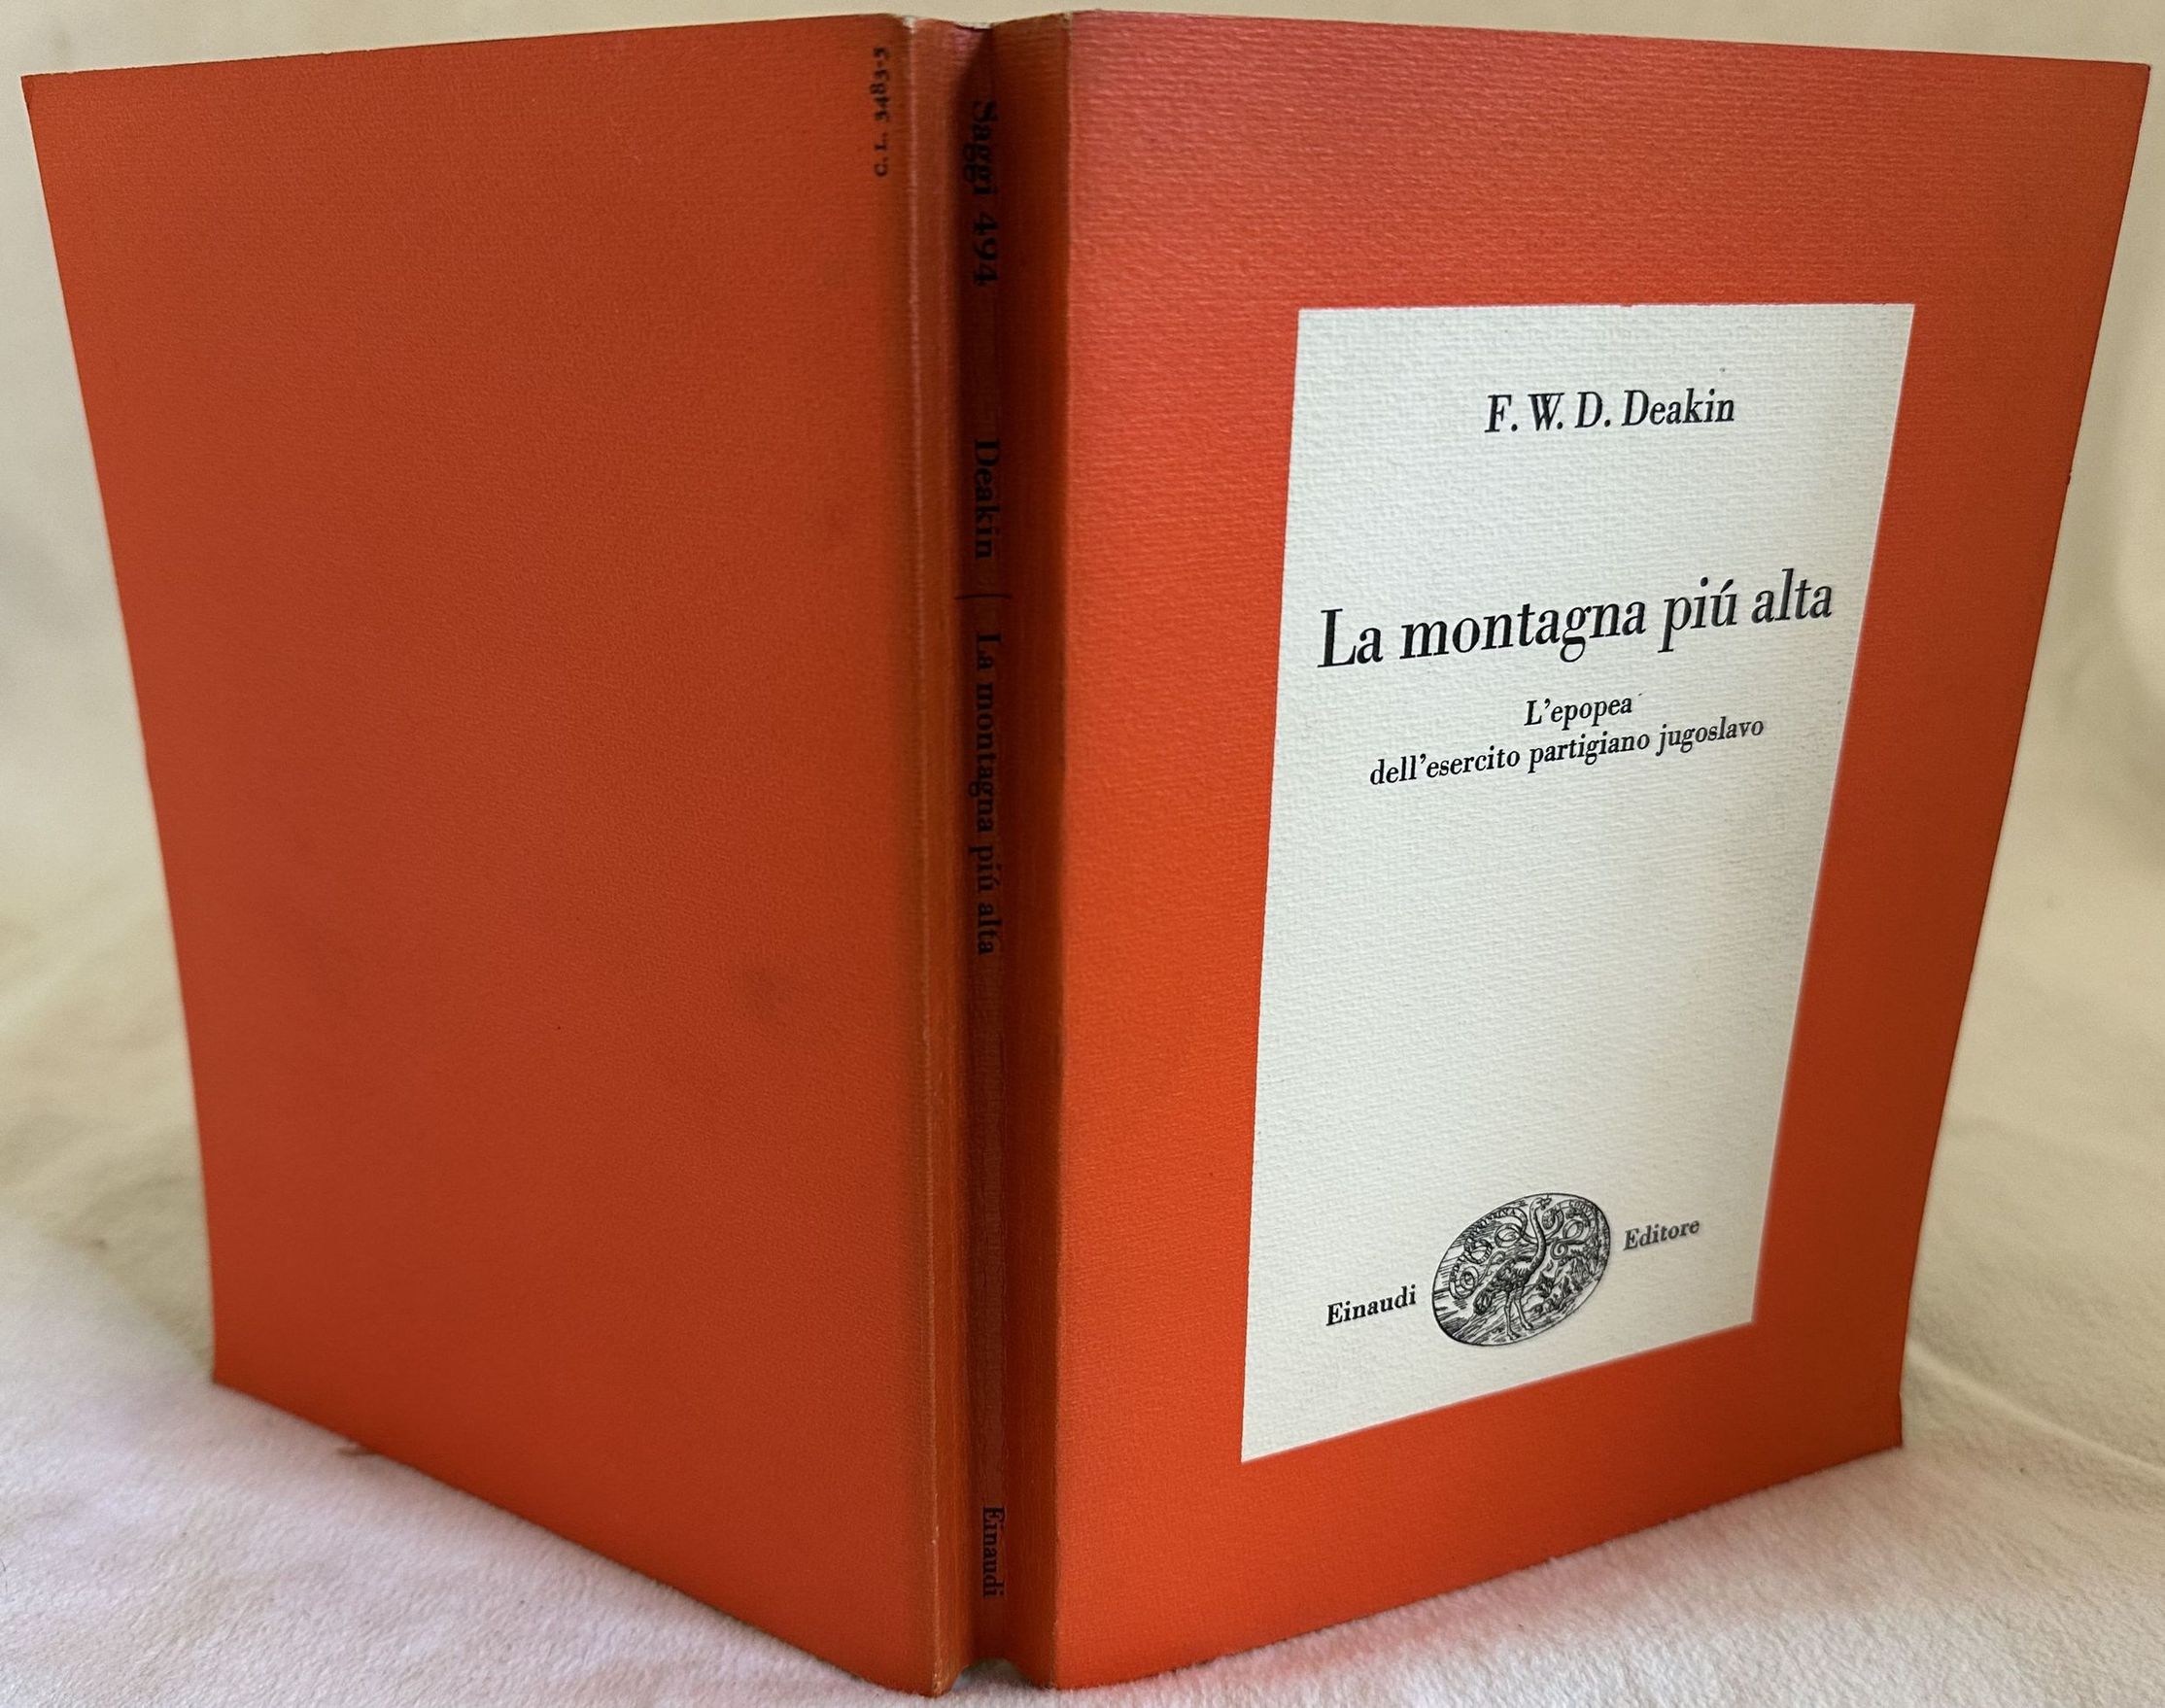 C. L. 3483-5
Saggi 494 Deakin | La montagna piú alta Einaudi
F. W. D. Deakin
La montagna piú alta
L'epopea
dell'esercito partigiano jugoslavo
Einaudi Editore